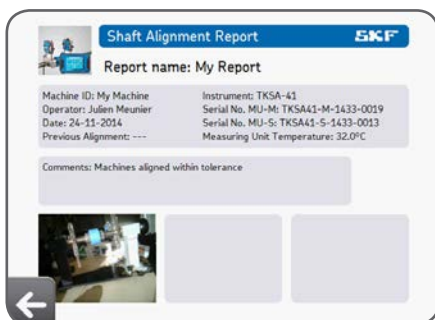 Shaft Alignment Report SKF
Report name: My Report
Machine ID: My Machine
Operator: Julien Meunier
Date: 24-11-2014
Previous Alignment: ---
Instrument: TKSA-41
Serial No. MU-M: TKSA41-M-1433-0019
Serial No. MU-S: TKSA41-S-1433-0013
Measuring Unit Temperature: 32.0ºC
Comments: Machines aligned within tolerance